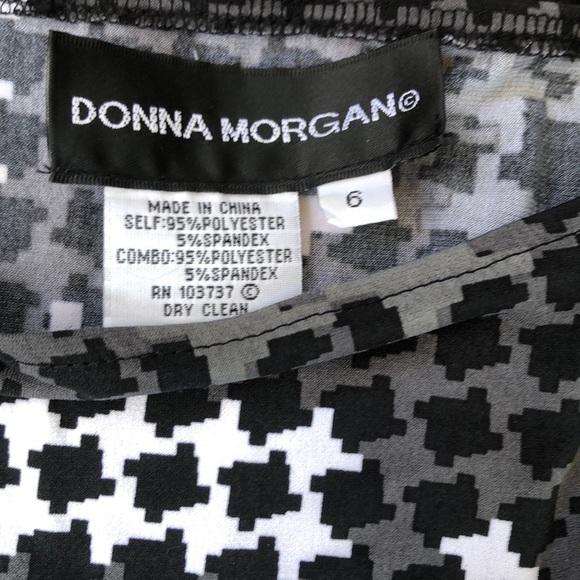 DONNA MORGAN©
6
MADE IN CHINA
SELF:95%POLYESTER
5%SPANDEX
COMBO:95%POLYESTER
5%SPANDEX
RN 103737 ©
DRY CLEAN